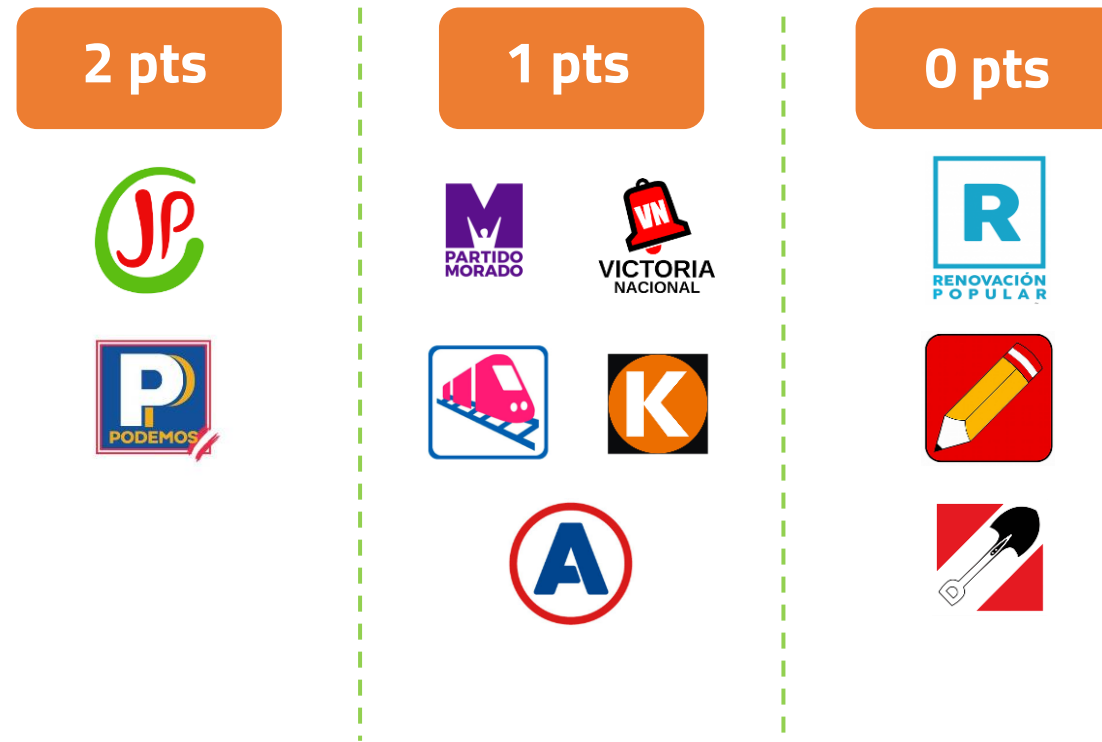 2 pts
1 pts
0 pts
JP
PODEMOS
P
M
PARTIDO
MORADO
VN
VICTORIA
NACIONAL
K
A
R
RENOVACIÓN
POPULAR